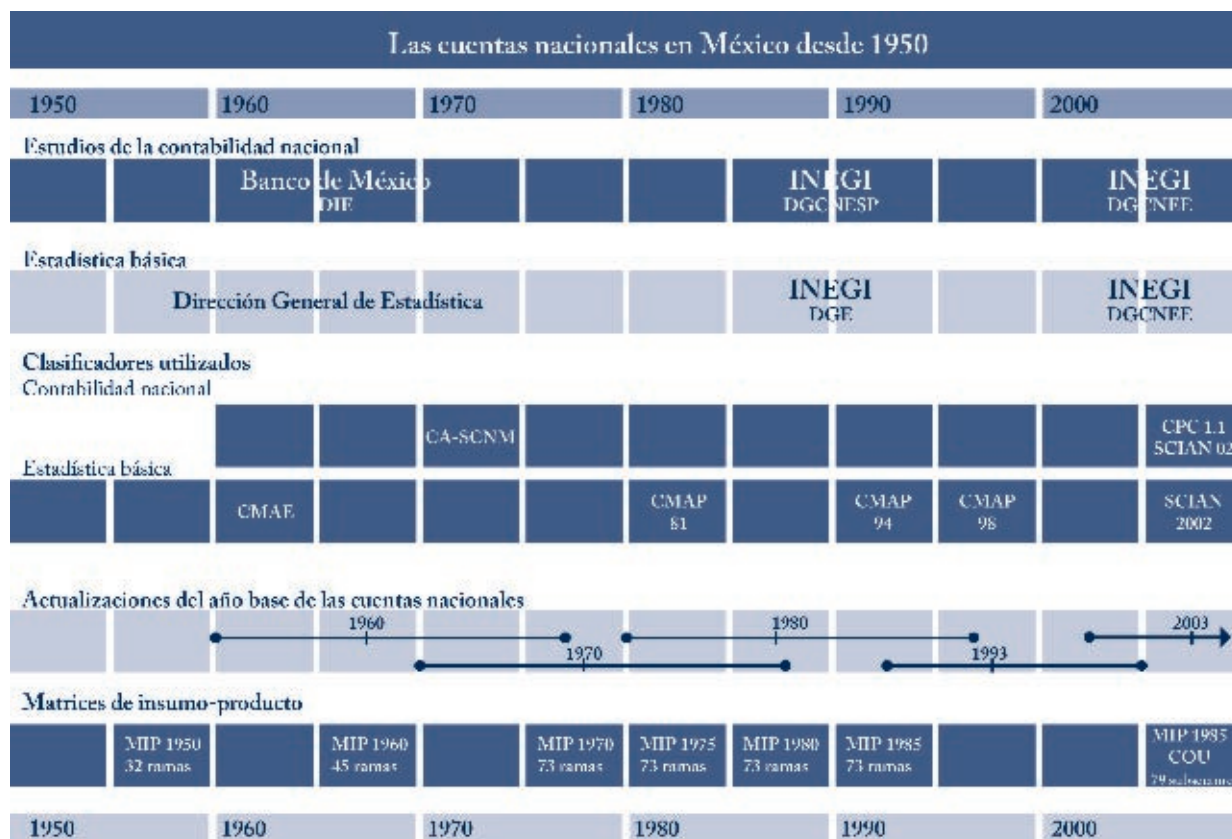 Las cuentas nacionales en México desde 1950
1950 1960 1970 1980 1990 2000
Estudios de la contabilidad nacional
Banco de México INEGI INEGI
DIE DGCNESP DGCNEE
Estadística básica
Dirección General de Estadística INEGI INEGI
DGE DGCNEE
Clasificadores utilizados
Contabilidad nacional
CA-SCNM CPC 1.1
SCIAN 02
Estadística básica
CMAE CMAP CMAP CMAP SCIAN
81 94 98 2002
Actualizaciones del año base de las cuentas nacionales
1960 1980 2003
1970 1993
Matrices de insumo-producto
MIP 1950 MIP 1960 MIP 1970 MIP 1975 MIP 1980 MIP 1985 MIP 1985
32 ramas 45 ramas 73 ramas 73 ramas 73 ramas 73 ramas COU
79
1950 1960 1970 1980 1990 2000